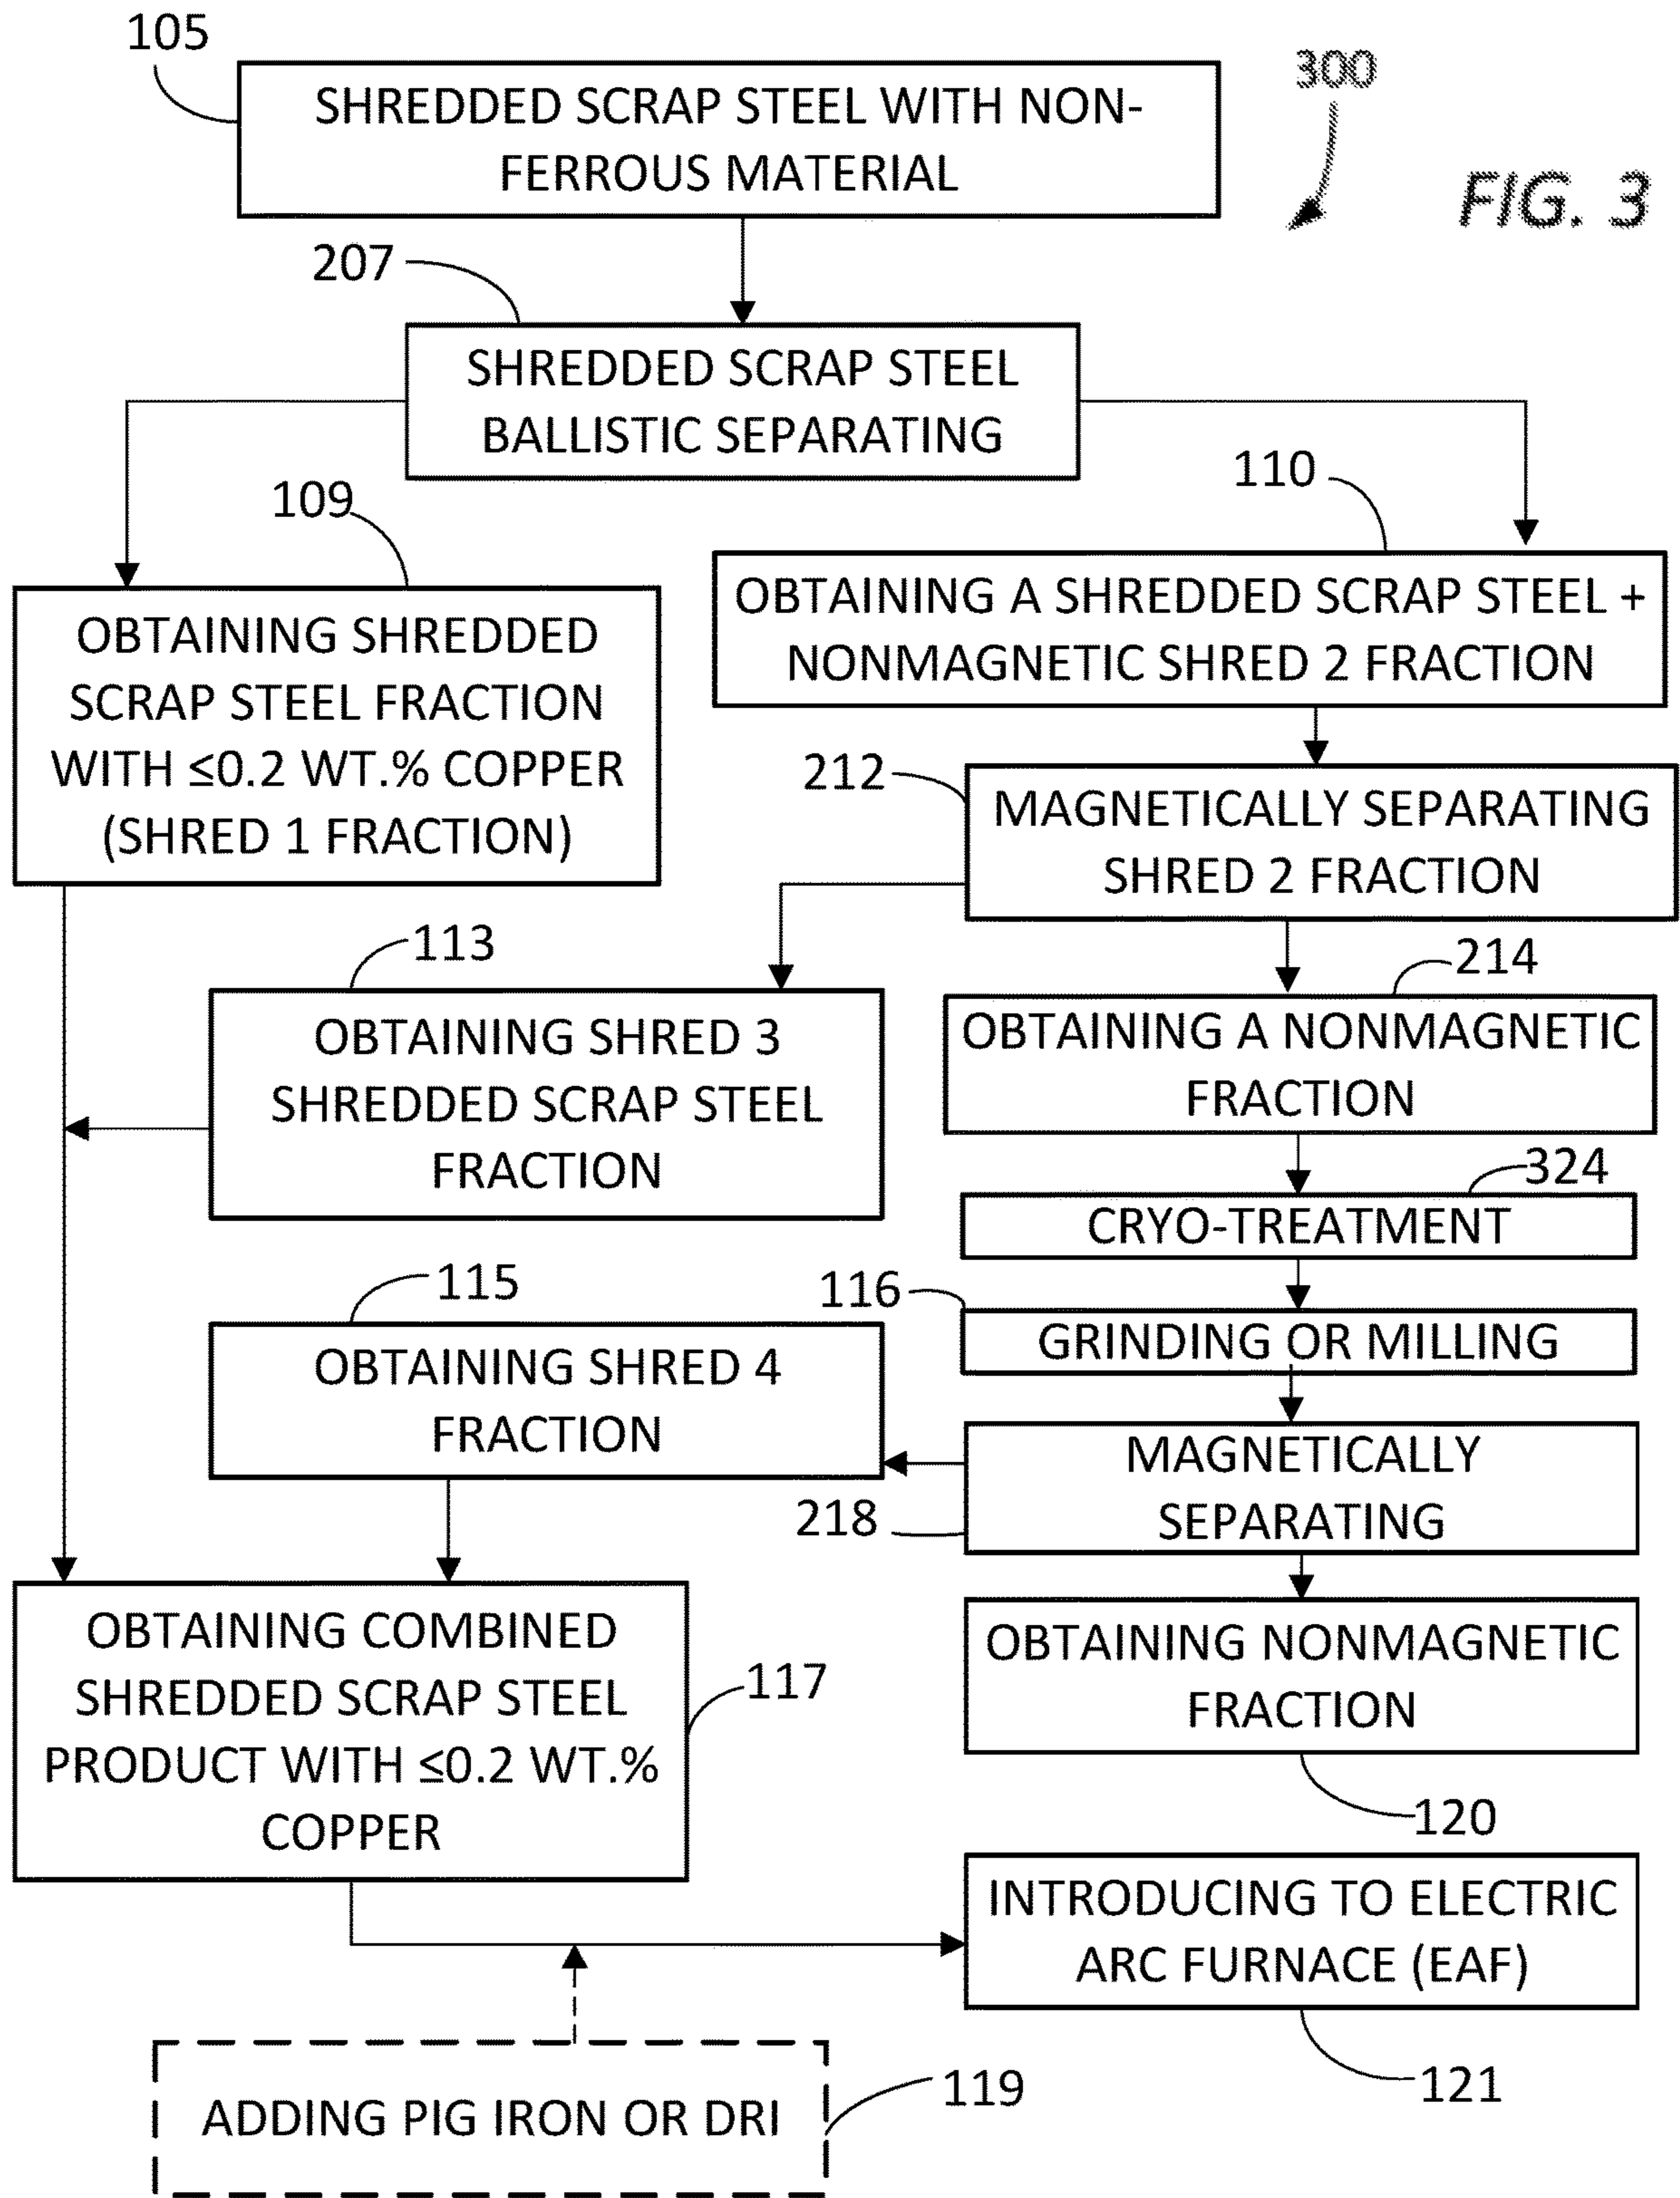 105
SHREDDED SCRAP STEEL WITH NON-
FERROUS MATERIAL
300
FIG. 3
207
SHREDDED SCRAP STEEL
BALLISTIC SEPARATING
109
OBTAINING SHREDDED
SCRAP STEEL FRACTION
WITH ≤0.2 WT.% COPPER
(SHRED 1 FRACTION)
110
OBTAINING A SHREDDED SCRAP STEEL +
NONMAGNETIC SHRED 2 FRACTION
212
MAGNETICALLY SEPARATING
SHRED 2 FRACTION
113
OBTAINING SHRED 3
SHREDDED SCRAP STEEL
FRACTION
214
OBTAINING A NONMAGNETIC
FRACTION
324
CRYO-TREATMENT
115
OBTAINING SHRED 4
FRACTION
116
GRINDING OR MILLING
MAGNETICALLY
SEPARATING
218
OBTAINING COMBINED
SHREDDED SCRAP STEEL
PRODUCT WITH ≤0.2 WT.%
COPPER
117
OBTAINING NONMAGNETIC
FRACTION
120
INTRODUCING TO ELECTRIC
ARC FURNACE (EAF)
121
ADDING PIG IRON OR DRI
119